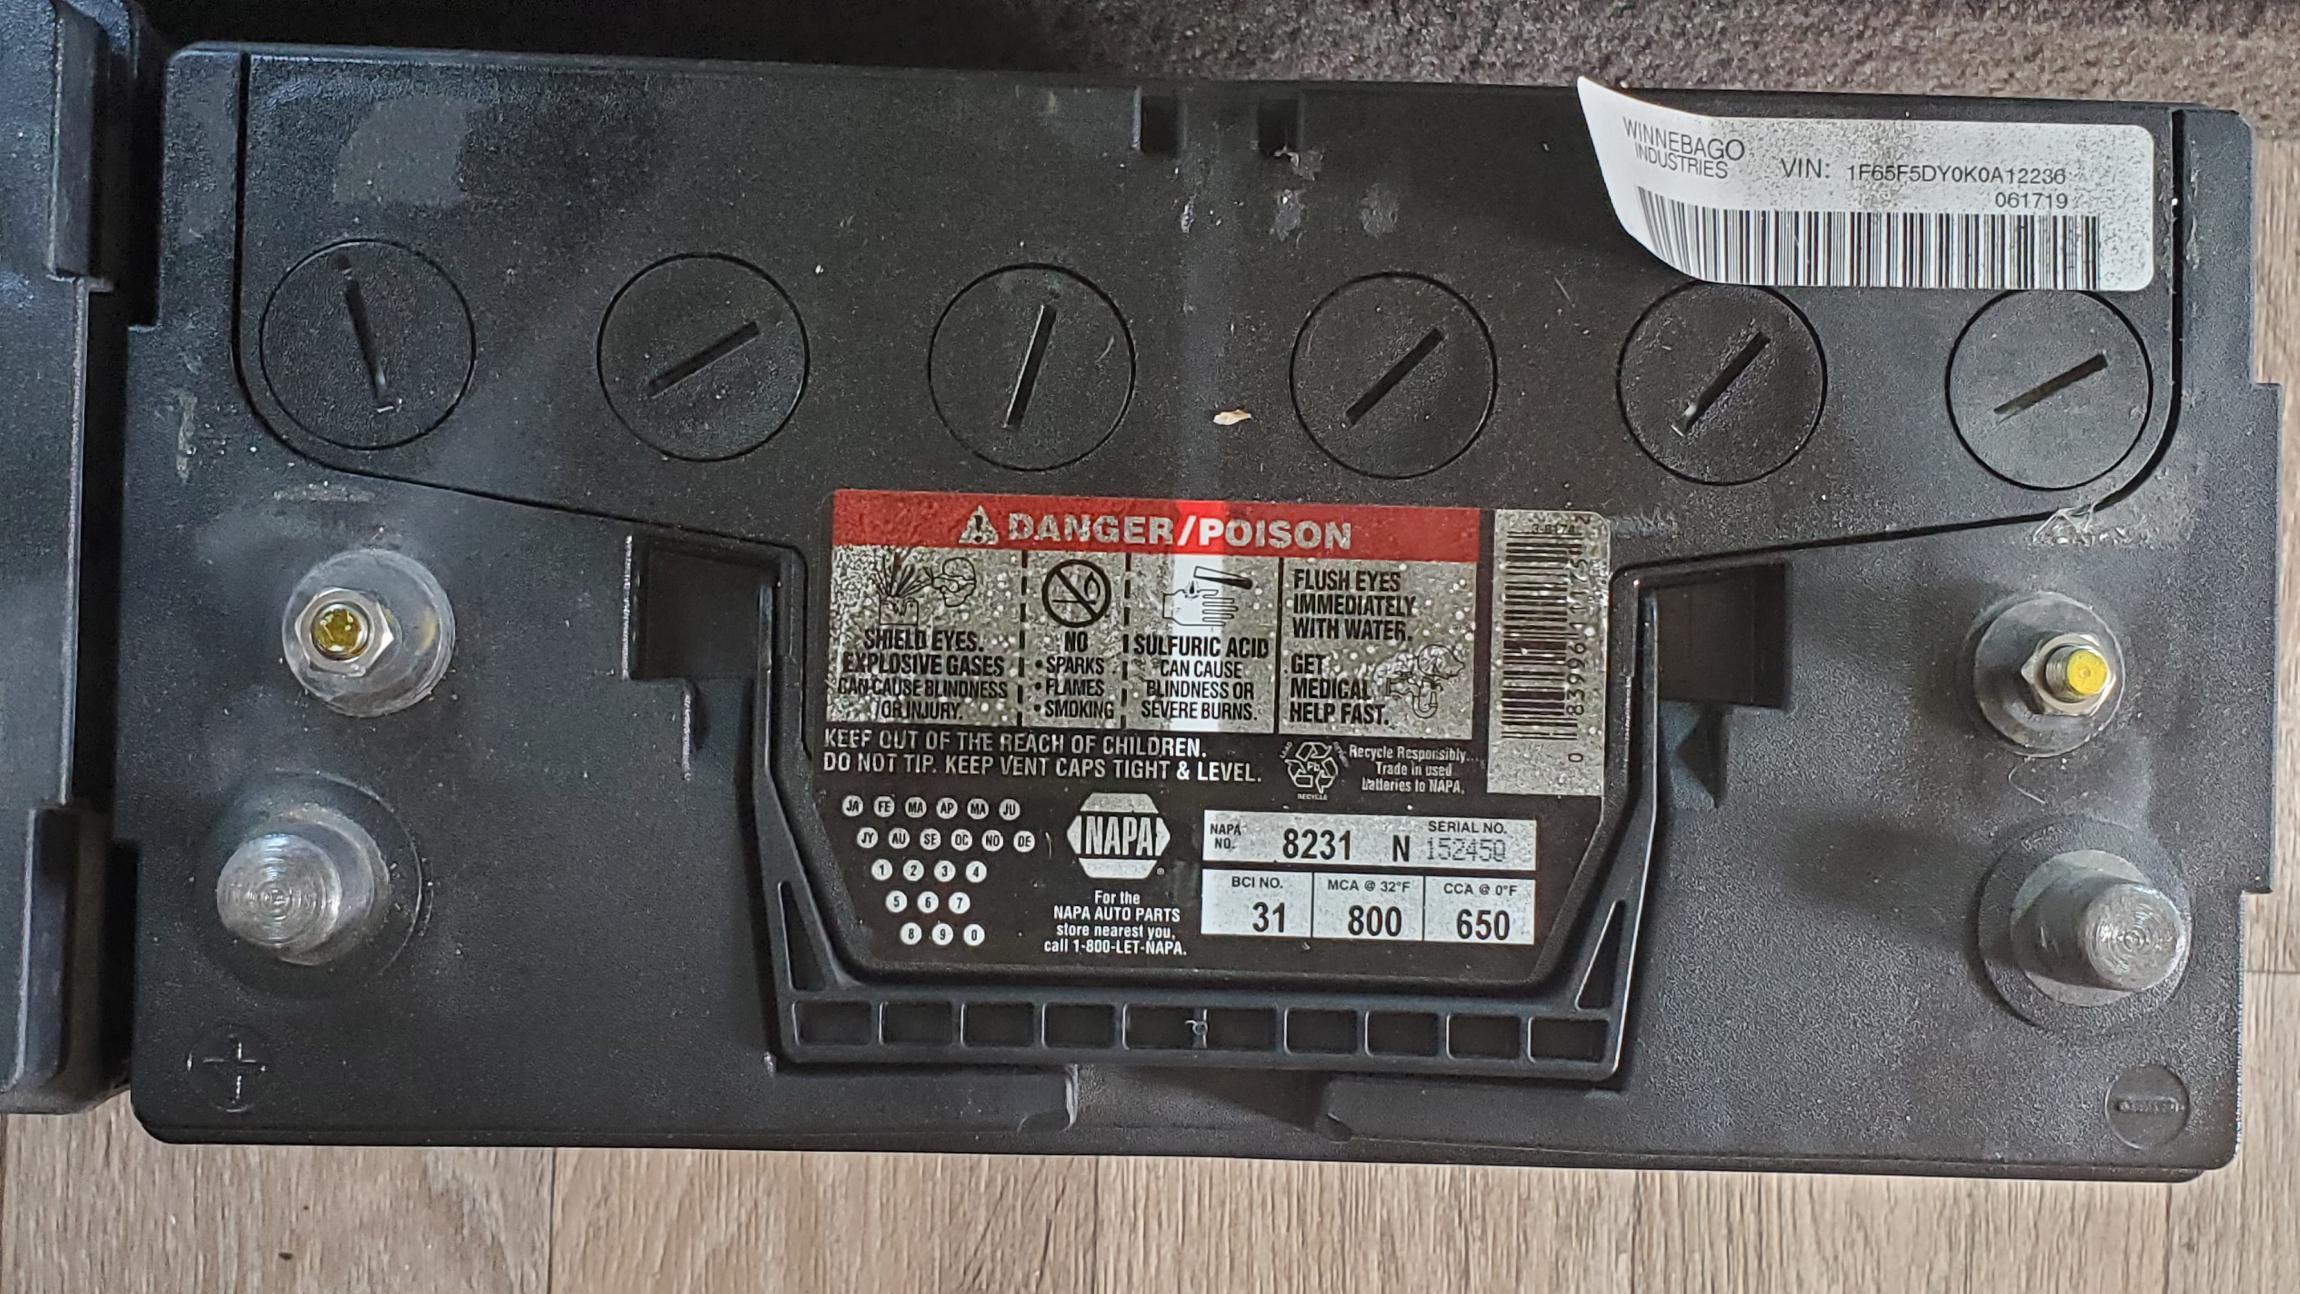 WINNEBAGO
INDUSTRIES
VIN: 1F65F5DY0K0A12236
061719
DANGER/POISON
SHIELD EYES.
EXPLOSIVE GASES
CAN CAUSE BLINDNESS
OR INJURY.
NO
• SPARKS
• FLAMES
• SMOKING
SULFURIC ACID
CAN CAUSE
BLINDNESS OR
SEVERE BURNS.
FLUSH EYES
IMMEDIATELY
WITH WATER.
GET
MEDICAL
HELP FAST.
KEEP OUT OF THE REACH OF CHILDREN.
DO NOT TIP. KEEP VENT CAPS TIGHT & LEVEL.
LEAD
Pb
RECYCLE
Recycle Responsibly...
Trade in used
batteries to NAPA.
JA FE MA AP MA JU
JY AU SE OC NO DE
1 2 3 4
5 6 7
8 9 0
NAPA
®
For the
NAPA AUTO PARTS
store nearest you,
call 1-800-LET-NAPA.
NAPA NO. 8231 N
SERIAL NO.
BCI NO.
31
MCA @ 32°F
800
CCA @ 0°F
650